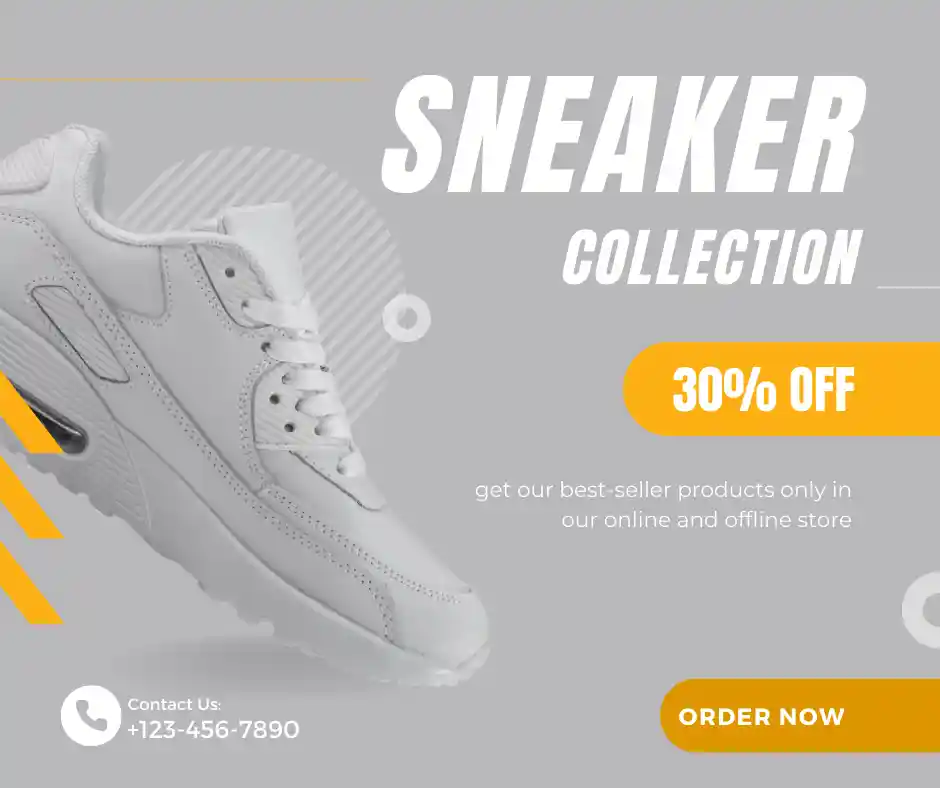 SNEAKER
COLLECTION
30% OFF
get our best-seller products only in
our online and offline store
Contact Us:
+123-456-7890
ORDER NOW